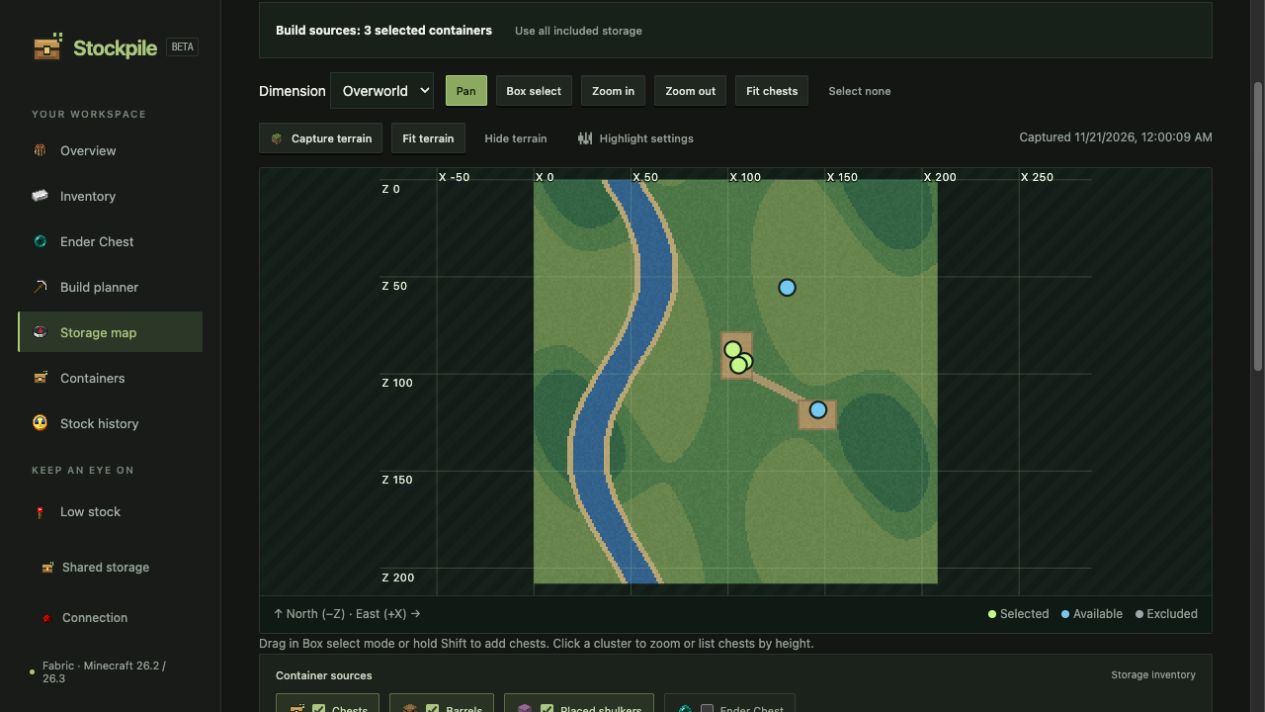 Stockpile BETA
YOUR WORKSPACE
Overview
Inventory
Ender Chest
Build planner
Storage map
Containers
Stock history
KEEP AN EYE ON
Low stock
Shared storage
Connection
Fabric · Minecraft 26.2 /
26.3
Build sources: 3 selected containers Use all included storage
Dimension Overworld Pan Box select Zoom in Zoom out Fit chests Select none
Capture terrain Fit terrain Hide terrain Highlight settings Captured 11/21/2026, 12:00:09 AM
X -50 X 0 X 50 X 100 X 150 X 200 X 250
Z 0
Z 50
Z 100
Z 150
Z 200
↑ North (−Z) · East (+X) → Selected Available Excluded
Drag in Box select mode or hold Shift to add chests. Click a cluster to zoom or list chests by height.
Container sources Storage Inventory
Chests Barrels Placed shulkers Ender Chest